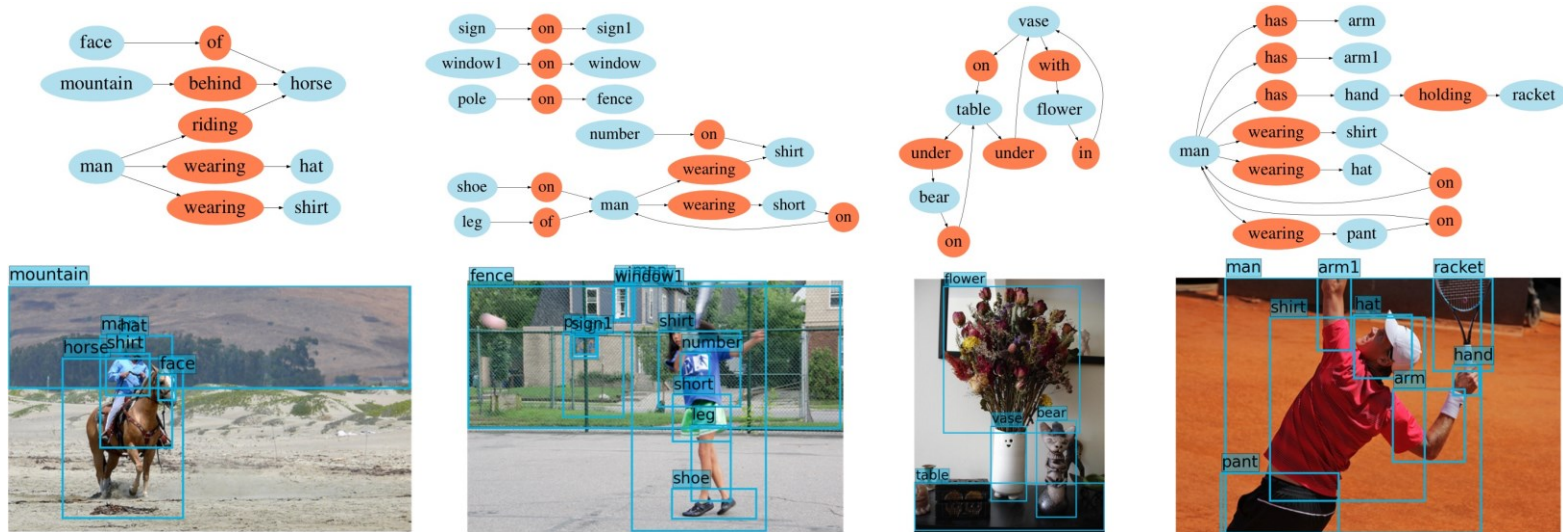 face of
mountain behind horse
riding
man wearing hat
wearing shirt
sign on sign1
window1 on window
pole on fence
number on
shirt
wearing
shoe on
man wearing short
leg of
on
vase
on with
table flower
under under in
bear
on
has arm
has arm1
has hand holding racket
wearing shirt
man
wearing hat
on
on
wearing pant
mountain
hat
shirt
horse
face
fence
window1
sign1
shirt
number
short
leg
shoe
flower
vase
bear
table
man
arm1
racket
shirt
hat
hand
arm
pant